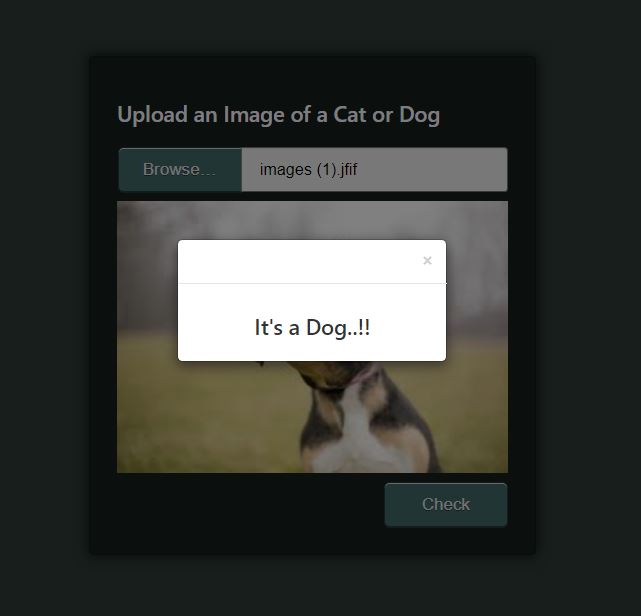 Upload an Image of a Cat or Dog
Browse... images (1).jfif
×
It's a Dog..!!
Check